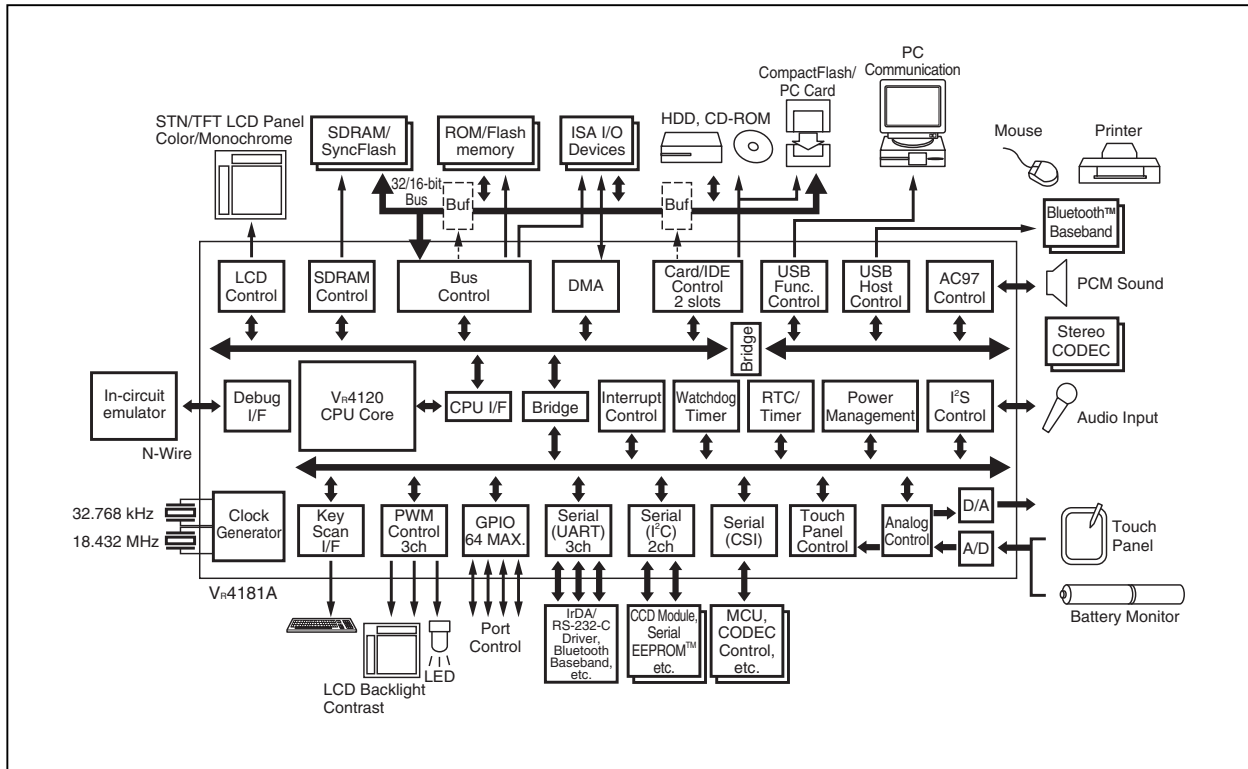 PC
Communication
CompactFlash/
PC Card
STN/TFT LCD Panel
Color/Monochrome
SDRAM/
SyncFlash
ROM/Flash
memory
ISA I/O
Devices
HDD, CD-ROM
Mouse
Printer
32/16-bit
Bus
Buf
Buf
Bluetooth™
Baseband
LCD
Control
SDRAM
Control
Bus
Control
DMA
Card/IDE
Control
2 slots
USB
Func.
Control
USB
Host
Control
AC97
Control
PCM Sound
Bridge
Stereo
CODEC
In-circuit
emulator
Debug
I/F
VR4120
CPU Core
CPU I/F
Bridge
Interrupt
Control
Watchdog
Timer
RTC/
Timer
Power
Management
I²S
Control
Audio Input
N-Wire
32.768 kHz
18.432 MHz
Clock
Generator
Key
Scan
I/F
PWM
Control
3ch
GPIO
64 MAX.
Serial
(UART)
3ch
Serial
(I²C)
2ch
Serial
(CSI)
Touch
Panel
Control
Analog
Control
D/A
A/D
Touch
Panel
VR4181A
Battery Monitor
LCD Backlight
Contrast
LED
Port
Control
IrDA/
RS-232-C
Driver,
Bluetooth
Baseband,
etc.
CCD Module,
Serial
EEPROM™
etc.
MCU,
CODEC
Control,
etc.